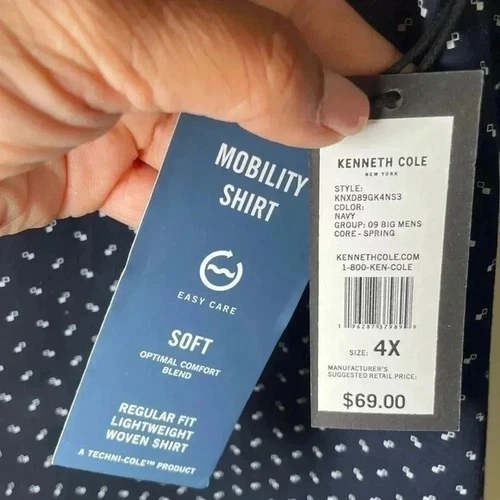 MOBILITY
SHIRT
EASY CARE
SOFT
OPTIMAL COMFORT
BLEND
REGULAR FIT
LIGHTWEIGHT
WOVEN SHIRT
A TECHNI-COLE™ PRODUCT
KENNETH COLE
NEW YORK
STYLE:
KNXD89GK4NS3
COLOR:
NAVY
GROUP: 09 BIG MENS
CORE - SPRING
KENNETHCOLE.COM
1-800-KEN-COLE
SIZE: 4X
MANUFACTURER'S
SUGGESTED RETAIL PRICE:
$69.00